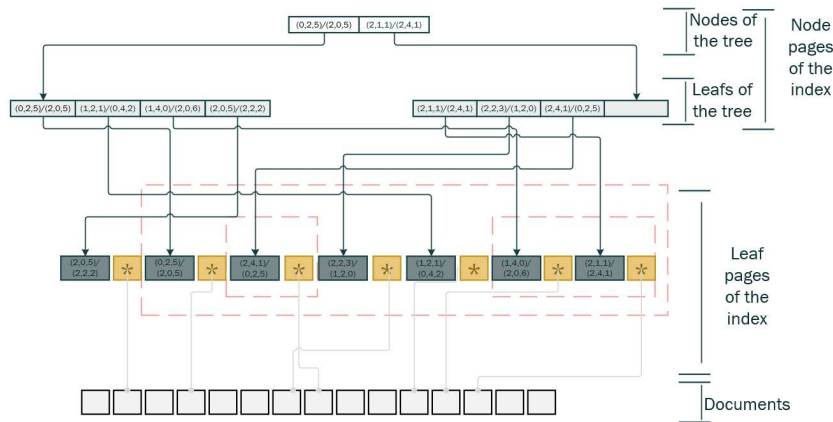 (0,2,5)/(2,0,5) (2,1,1)/(2,4,1)
Nodes of
the tree
Node
pages
of the
index
(0,2,5)/(2,0,5) (1,2,1)/(0,4,2) (1,4,0)/(2,0,6) (2,0,5)/(2,2,2) (2,1,1)/(2,4,1) (2,2,3)/(1,2,0) (2,4,1)/(0,2,5)
Leafs of
the tree
(2,0,5)/
(2,2,2)
*
(0,2,5)/
(2,0,5)
*
(2,4,1)/
(0,2,5)
*
(2,2,3)/
(1,2,0)
*
(1,2,1)/
(0,4,2)
*
(1,4,0)/
(2,0,6)
*
(2,1,1)/
(2,4,1)
*
Leaf
pages
of the
index
Documents